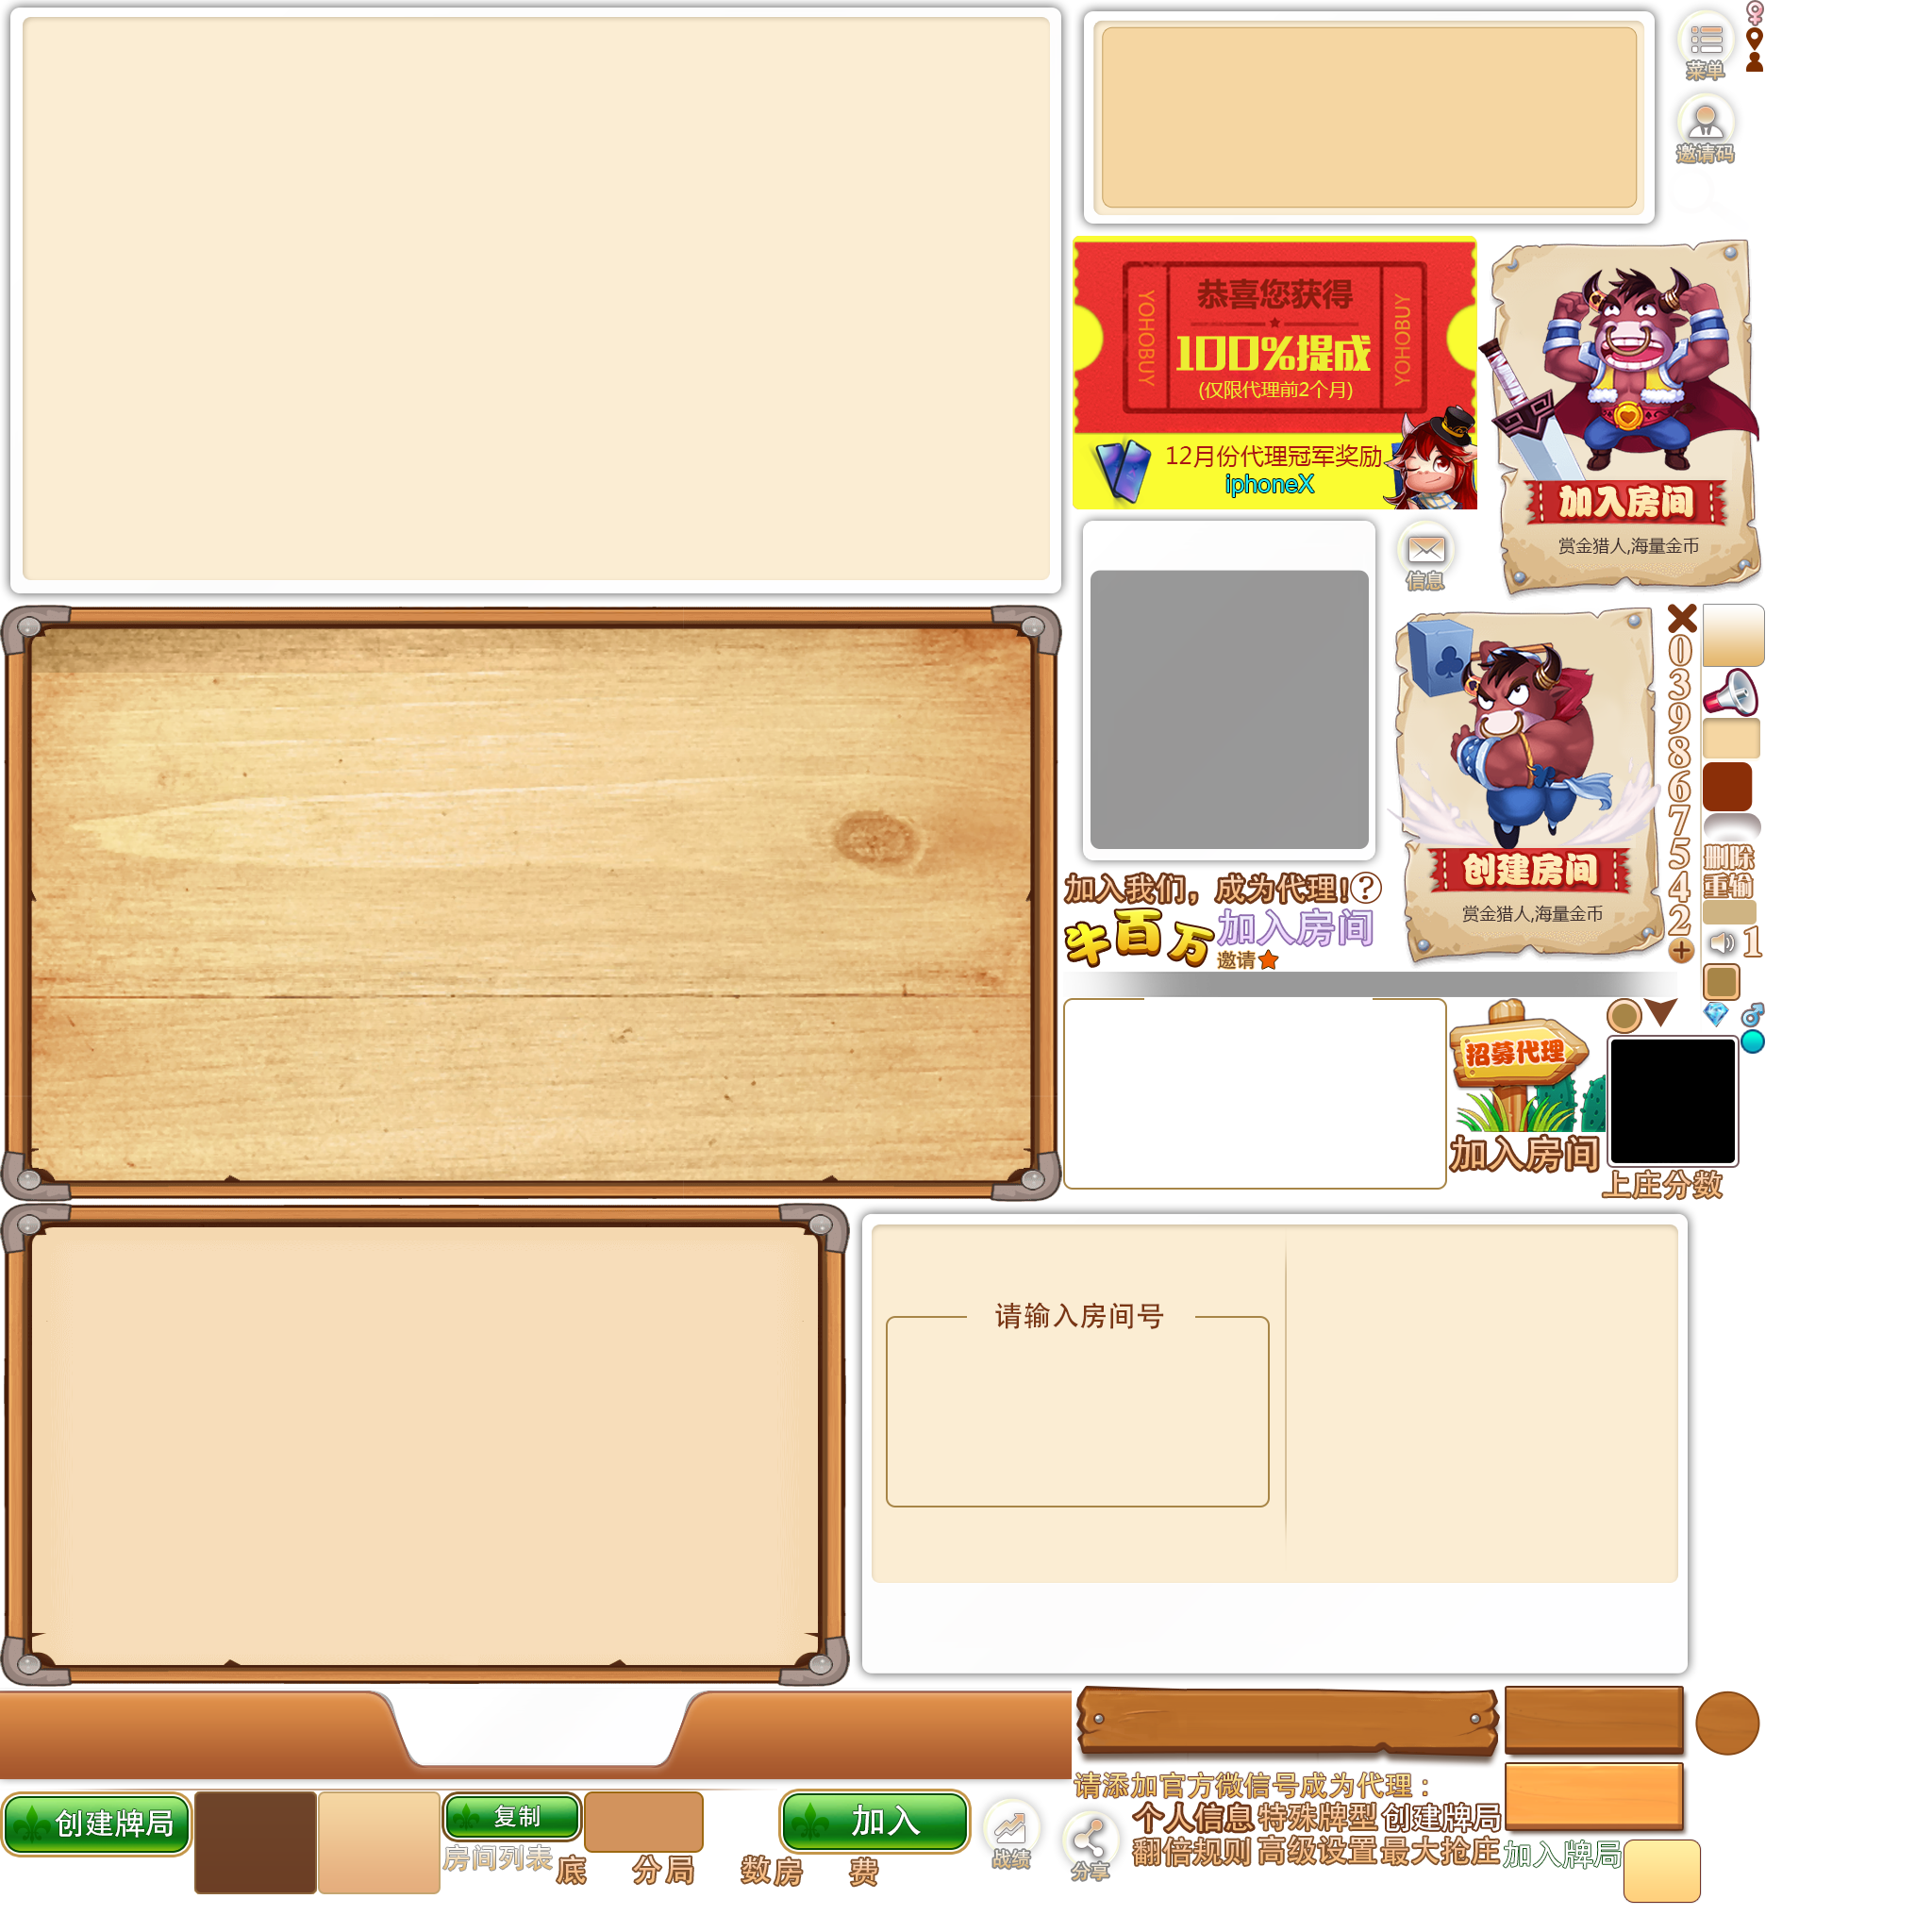 菜单
邀请码
恭喜您获得
YOHOBUY
YOHOBUY
100%提成
(仅限代理前2个月)
12月份代理冠军奖励
iphoneX
加入房间
赏金猎人,海量金币
信息
0
3
9
8
6
7
5
4
2
1
删除
重输
创建房间
赏金猎人,海量金币
加入我们，成为代理!?
牛百万
加入房间
邀请
招募代理
加入房间
上庄分数
请输入房间号
请添加官方微信号成为代理：
个人信息 特殊牌型 创建牌局
翻倍规则 高级设置 最大抢庄
加入牌局
创建牌局
复制
房间列表
底 分 局 数 房 费
加入
战绩
分享